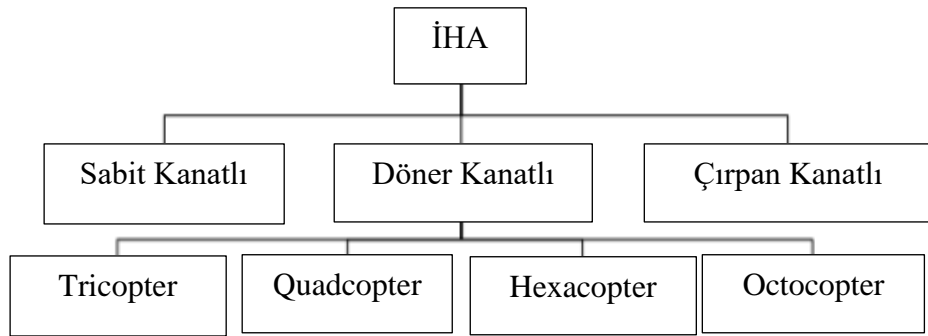 İHA
Sabit Kanatlı
Döner Kanatlı
Çırpan Kanatlı
Tricopter
Quadcopter
Hexacopter
Octocopter